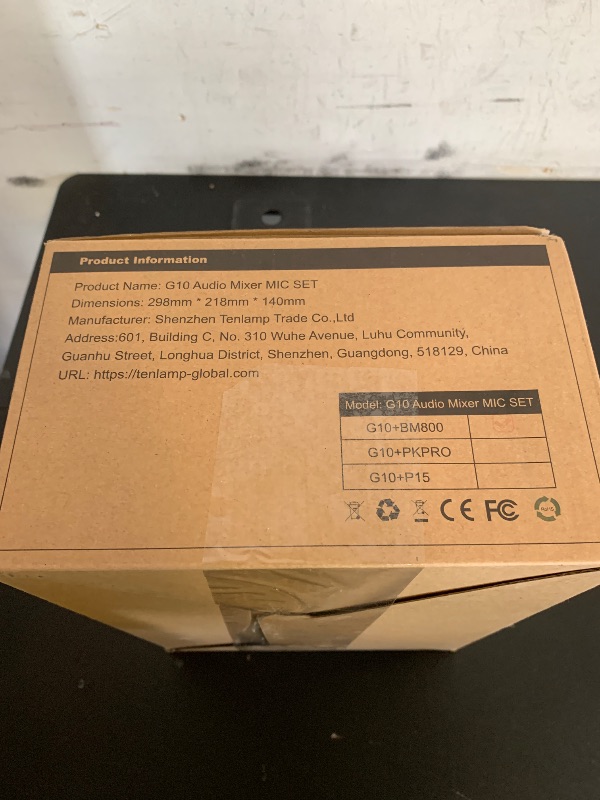 Product Information
Product Name: G10 Audio Mixer MIC SET
Dimensions: 298mm * 218mm * 140mm
Manufacturer: Shenzhen Tenlamp Trade Co.,Ltd
Address:601, Building C, No. 310 Wuhe Avenue, Luhu Community,
Guanhu Street, Longhua District, Shenzhen, Guangdong, 518129, China
URL: https://tenlamp-global.com
Model: G10 Audio Mixer MIC SET
G10+BM800
G10+PKPRO
G10+P15
CE FC RoHS